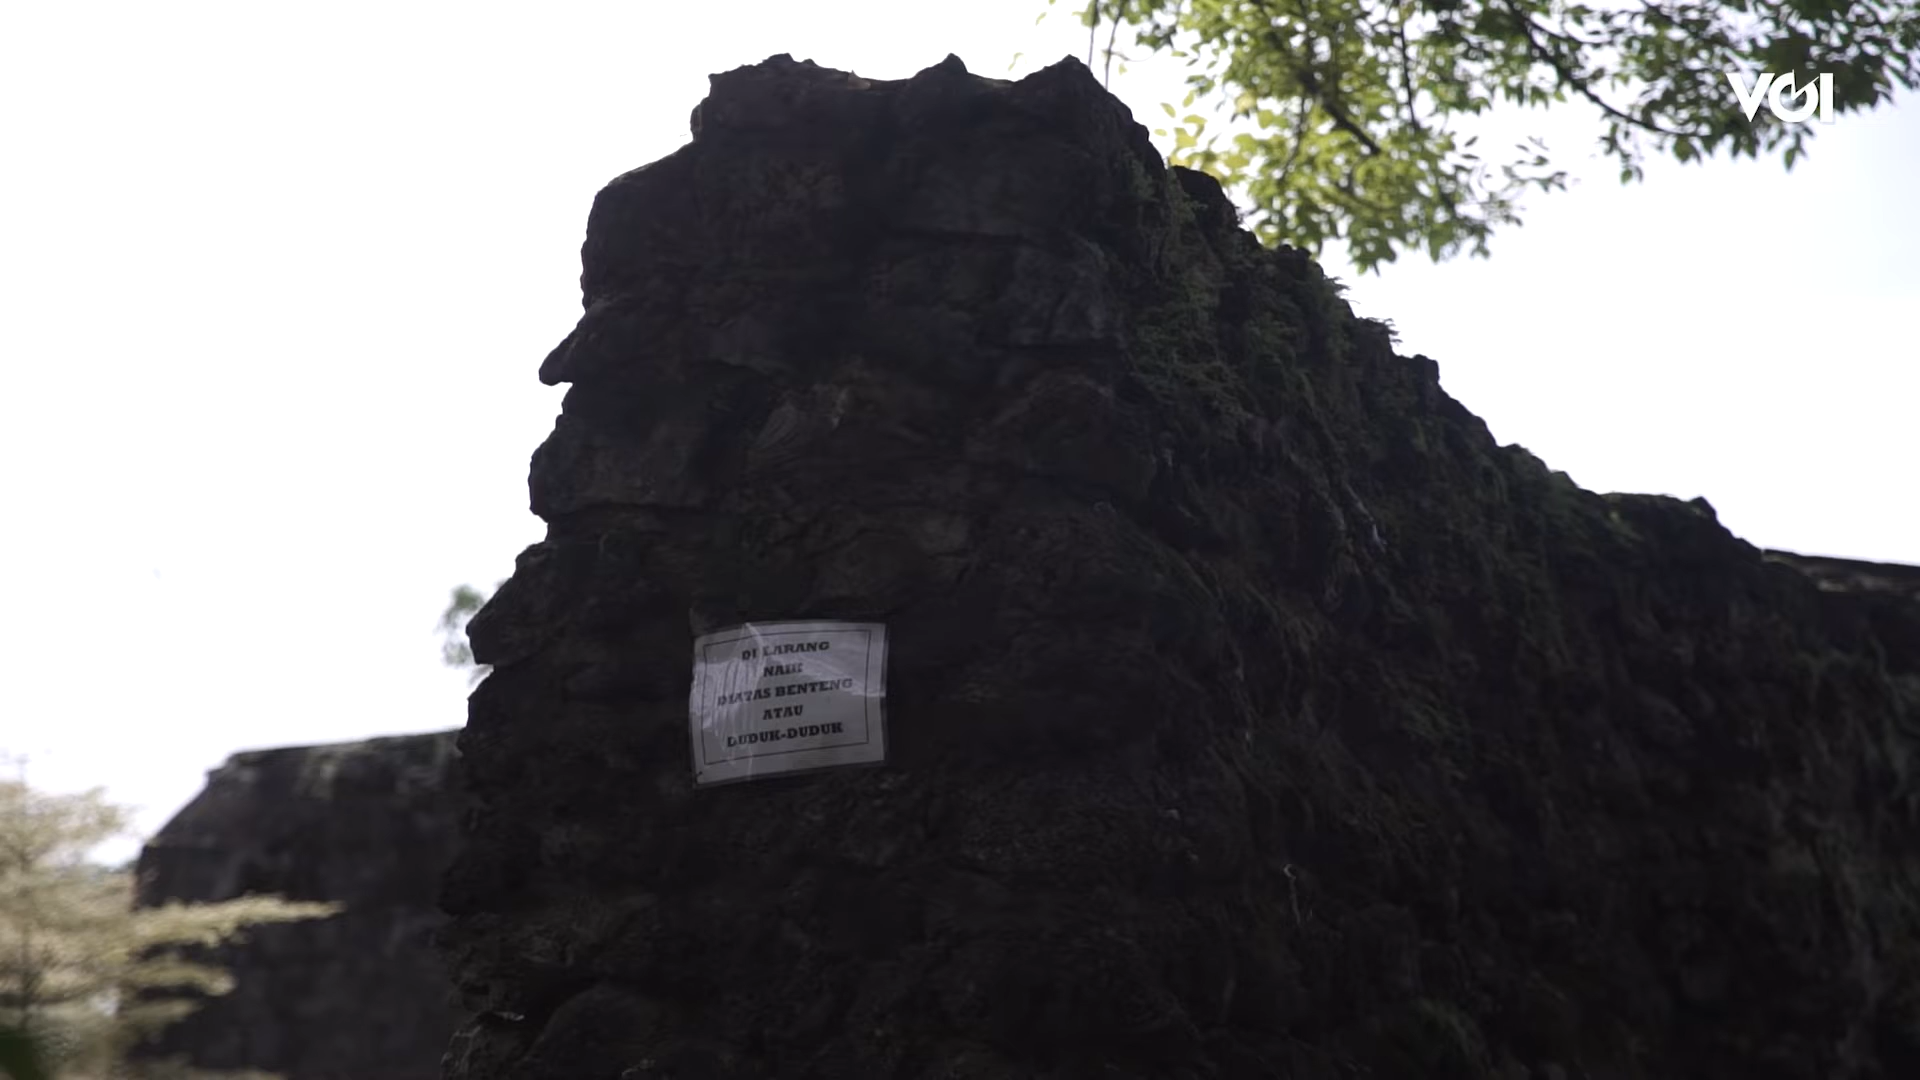 VOI
DI LARANG
NAIK
DIATAS BENTENG
ATAU
DUDUK-DUDUK